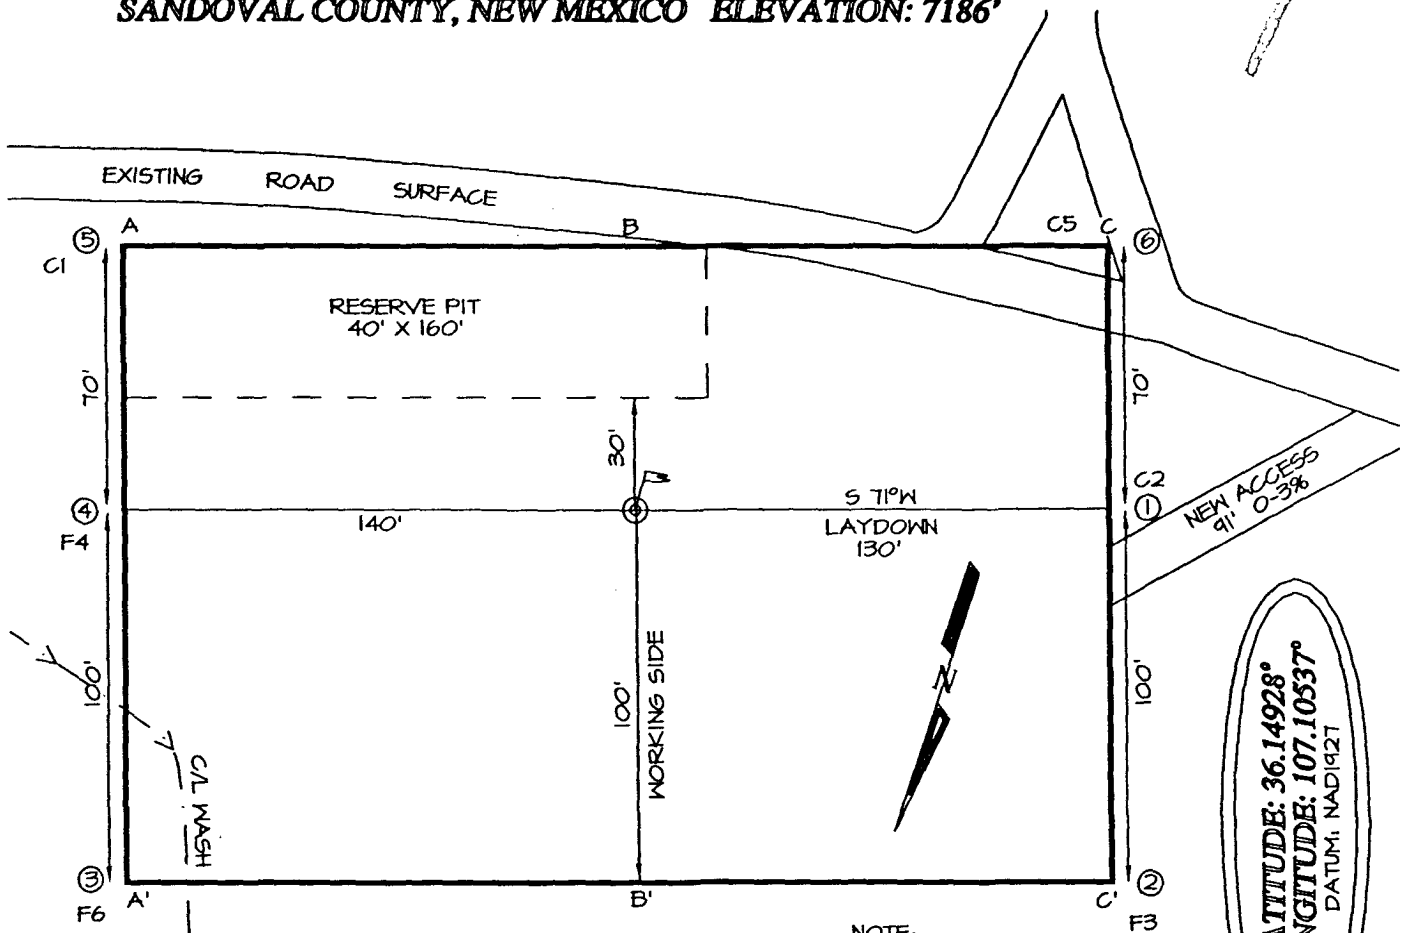 SANDOVAL COUNTY, NEW MEXICO ELEVATION: 7186'
EXISTING ROAD SURFACE
A
B
C5
C
5
6
C1
RESERVE PIT
40' X 160'
70'
70'
30'
C2
4
140'
S 71°W
LAYDOWN
130'
1
NEW ACCESS
91' 0-3%
F4
100'
100'
WORKING SIDE
100'
N
C/L WASH
ATITUDE: 36.14928°
NGITUDE: 107.10537°
DATUM: NAD1927
3
2
A'
B'
C'
F6
F3
NOTE: